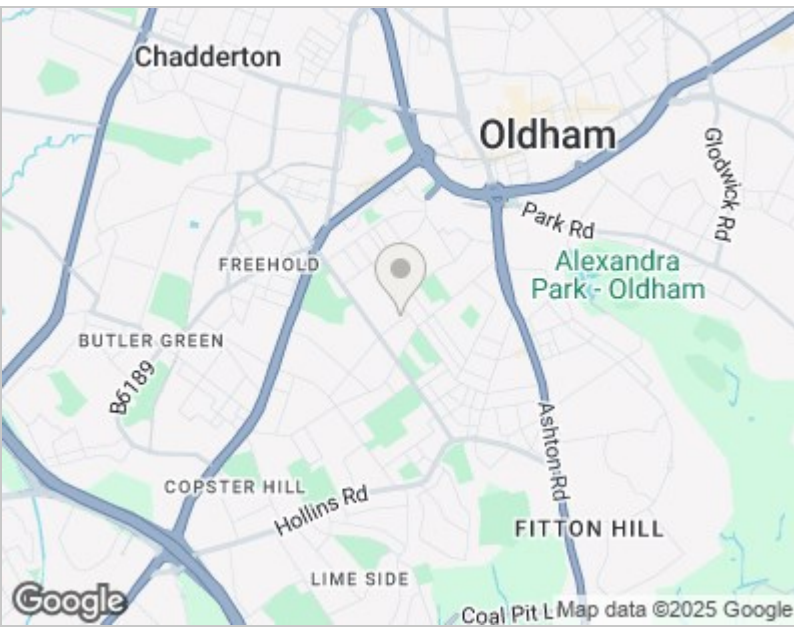 Chadderton
Oldham
Glodwick Rd
Park Rd
FREEHOLD
Alexandra
Park - Oldham
BUTLER GREEN
B6189
Ashton Rd
COPSTER HILL
Hollins Rd
FITTON HILL
LIME SIDE
Google
Coal Pit L
Map data ©2025 Google